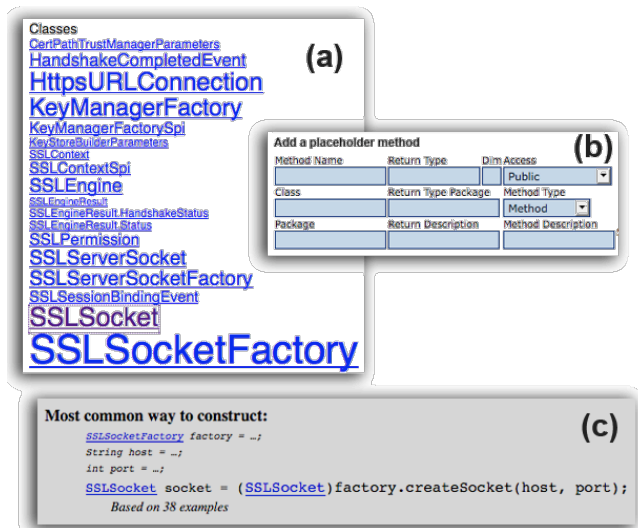 Classes
CertPathTrustManagerParameters
HandshakeCompletedEvent
HttpsURLConnection
KeyManagerFactory
KeyManagerFactorySpi
KeyStoreBuilderParameters
SSLContext
SSLContextSpi
SSLEngine
SSLEngineResult
SSLEngineResult.HandshakeStatus
SSLEngineResult.Status
SSLPermission
SSLServerSocket
SSLServerSocketFactory
SSLSessionBindingEvent
SSLSocket
SSLSocketFactory
(a)
Add a placeholder method
(b)
Method Name Return Type Dim Access
Public
Class Return Type Package Method Type
Method
Package Return Description Method Description
Most common way to construct:
(c)
SSLSocketFactory factory = …;
String host = …;
int port = …;
SSLSocket socket = (SSLSocket)factory.createSocket(host, port);
Based on 38 examples